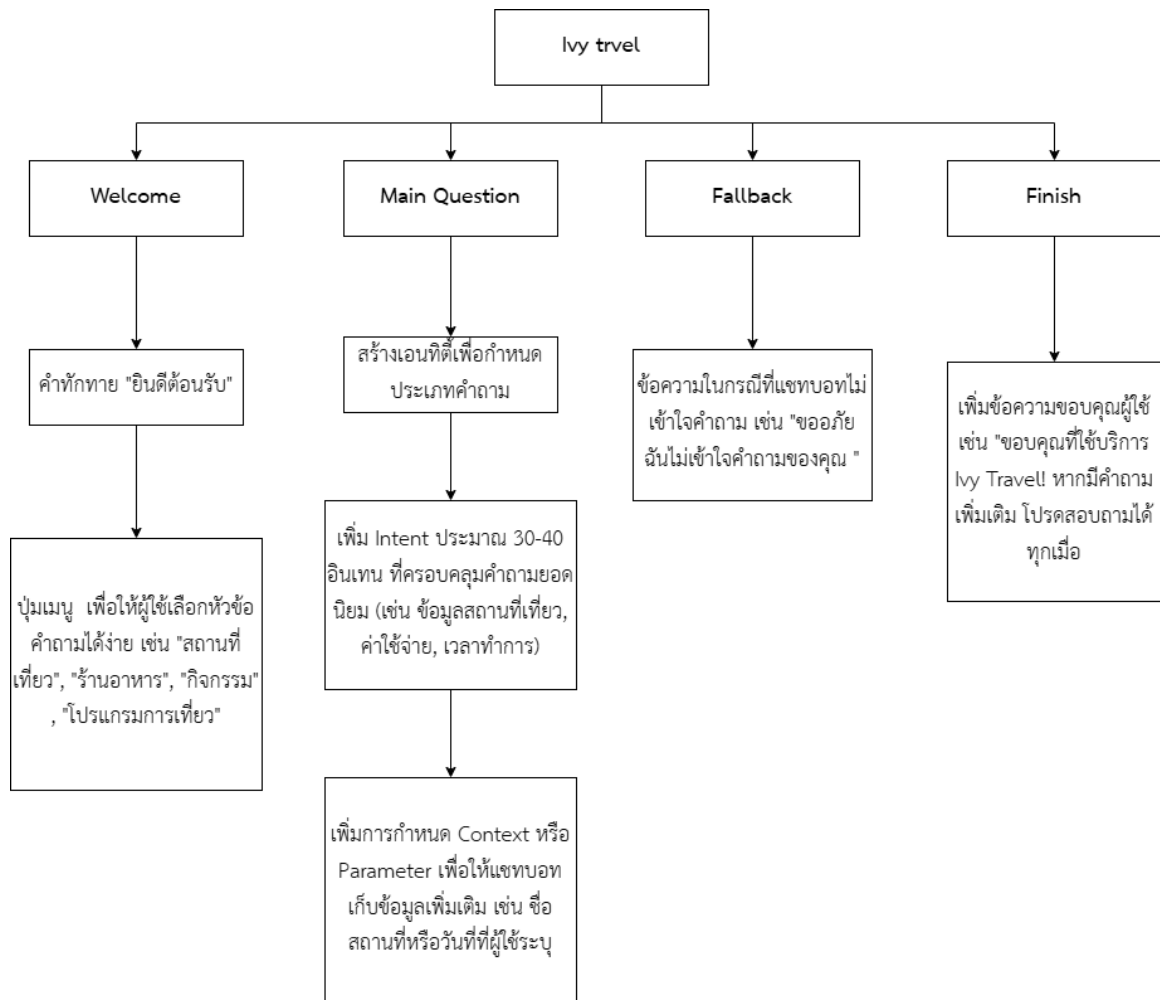 Ivy trvel
Welcome
Main Question
Fallback
Finish
คำทักทาย "ยินดีต้อนรับ"
สร้างเอนทิตี้เพื่อกำหนด
ประเภทคำถาม
ข้อความในกรณีที่แชทบอทไม่
เข้าใจคำถาม เช่น "ขออภัย
ฉันไม่เข้าใจคำถามของคุณ "
เพิ่มข้อความขอบคุณผู้ใช้
เช่น "ขอบคุณที่ใช้บริการ
Ivy Travel! หากมีคำถาม
เพิ่มเติม โปรดสอบถามได้
ทุกเมื่อ
ปุ่มเมนู เพื่อให้ผู้ใช้เลือกหัวข้อ
คำถามได้ง่าย เช่น "สถานที่
เที่ยว", "ร้านอาหาร", "กิจกรรม"
, "โปรแกรมการเที่ยว"
เพิ่ม Intent ประมาณ 30-40
อินเทน ที่ครอบคลุมคำถามยอด
นิยม (เช่น ข้อมูลสถานที่เที่ยว,
ค่าใช้จ่าย, เวลาทำการ)
เพิ่มการกำหนด Context หรือ
Parameter เพื่อให้แชทบอท
เก็บข้อมูลเพิ่มเติม เช่น ชื่อ
สถานที่หรือวันที่ที่ผู้ใช้ระบุ